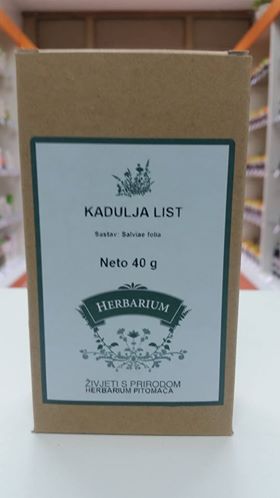 KADULJA LIST
Sastav: Salviae folia
Neto 40 g
HERBARIUM
ŽIVJETI S PRIRODOM
HERBARIUM PITOMAČA